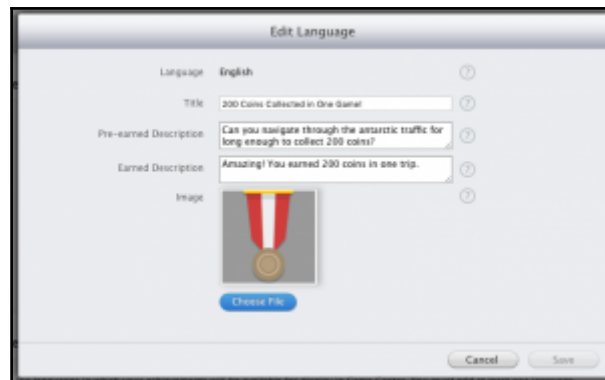 Edit Language
Language English
Title 200 Coins Collected in One Game!
Pre-earned Description Can you navigate through the antarctic traffic for
long enough to collect 200 coins?
Earned Description Amazing! You earned 200 coins in one trip.
Image
Choose File
Cancel Save